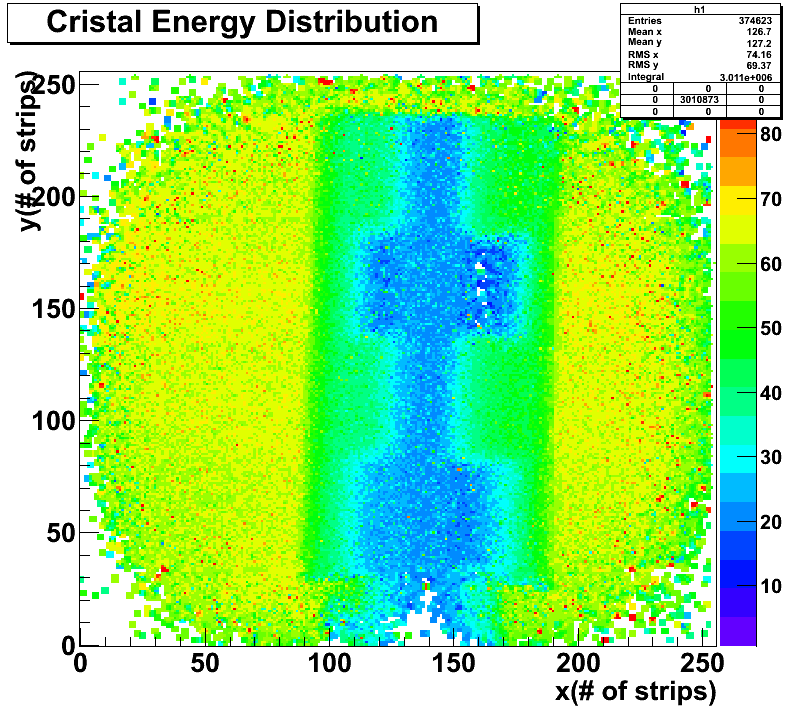 Cristal Energy Distribution
h1
Entries 374623
Mean x 126.7
Mean y 127.2
RMS x 74.16
RMS y 69.37
Integral 3.011e+006
0 0 0
0 3010873 0
0 0 0
y(# of strips)
250
200
150
100
50
0
0 50 100 150 200 250
x(# of strips)
80
70
60
50
40
30
20
10